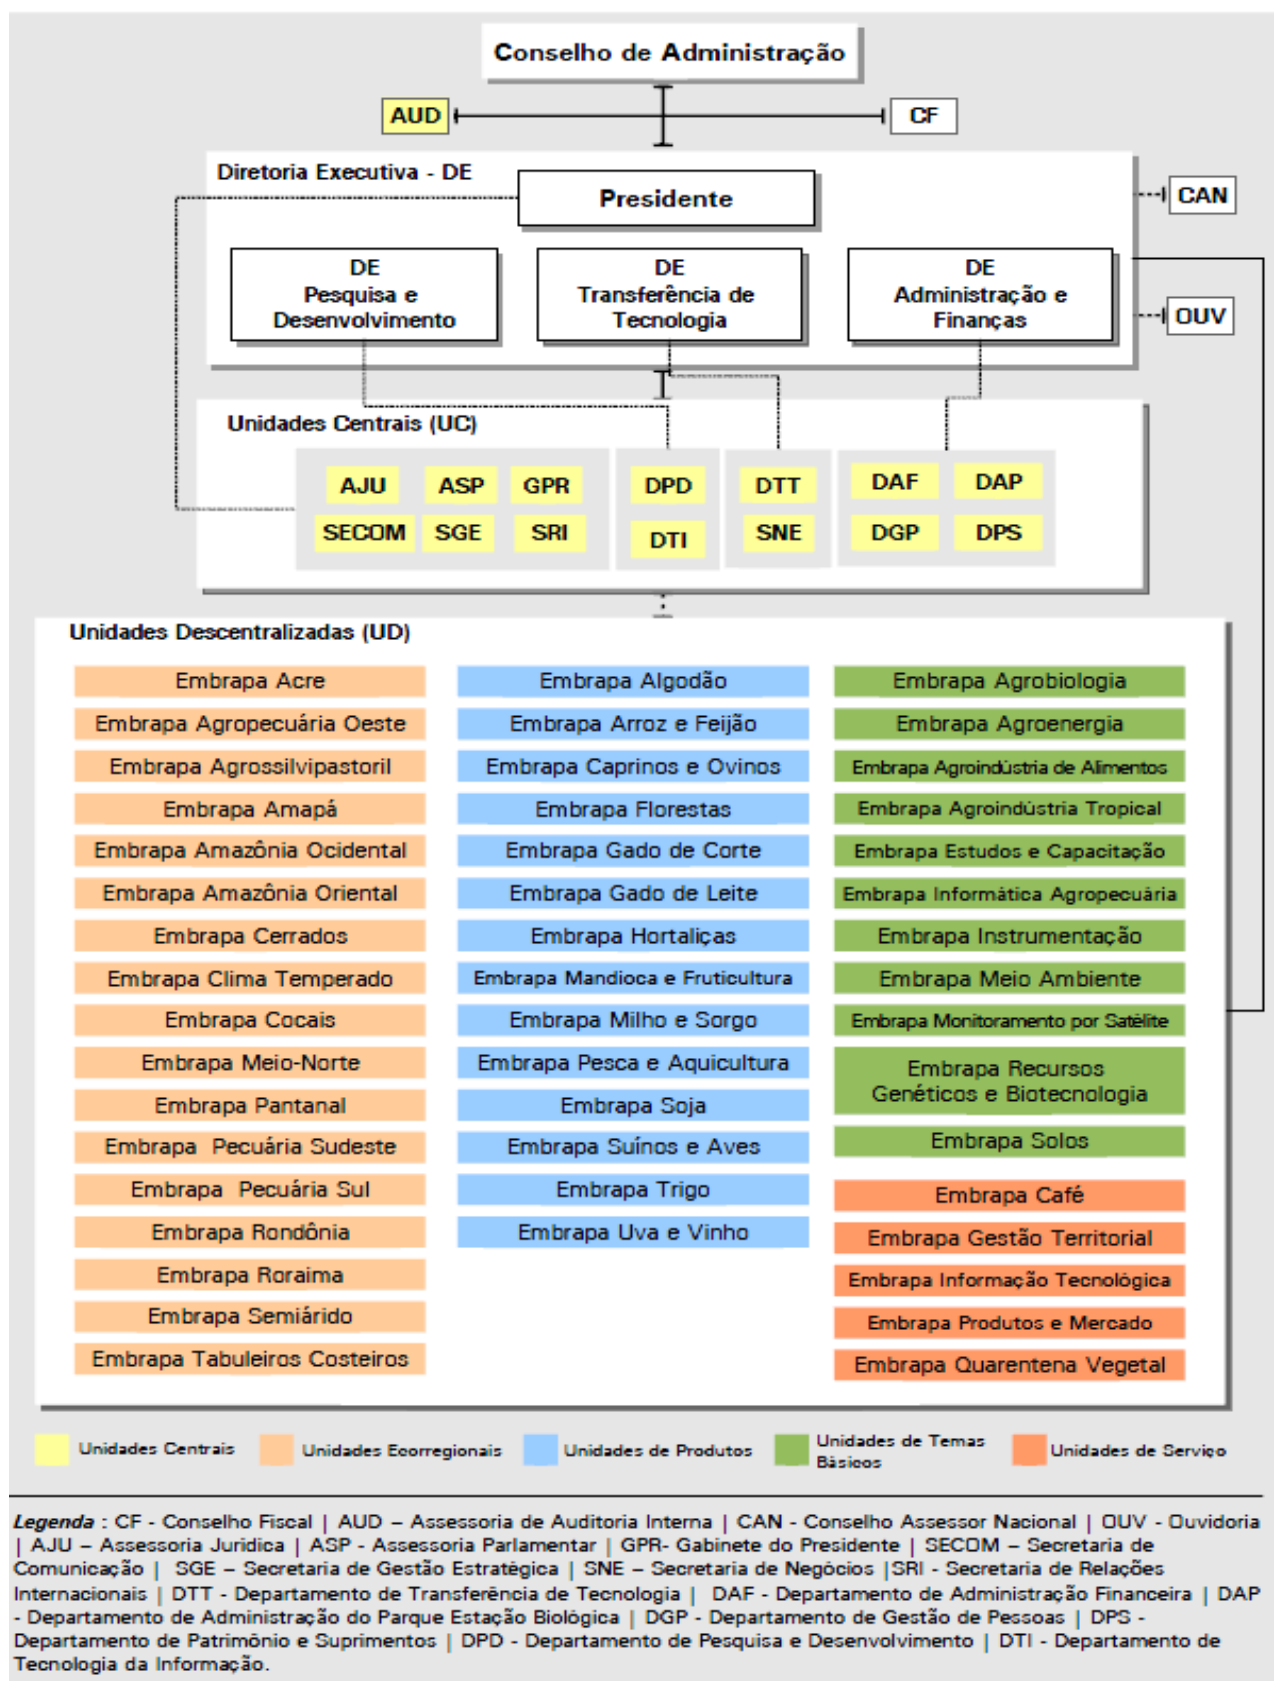 Conselho de Administração
AUD
CF
Diretoria Executiva - DE
Presidente
CAN
DE
Pesquisa e
Desenvolvimento
DE
Transferência de
Tecnologia
DE
Administração e
Finanças
OUV
Unidades Centrais (UC)
AJU ASP GPR
SECOM SGE SRI
DPD
DTI
DTT
SNE
DAF DAP
DGP DPS
Unidades Descentralizadas (UD)
Embrapa Acre
Embrapa Agropecuária Oeste
Embrapa Agrossilvipastoril
Embrapa Amapá
Embrapa Amazônia Ocidental
Embrapa Amazônia Oriental
Embrapa Cerrados
Embrapa Clima Temperado
Embrapa Cocais
Embrapa Meio-Norte
Embrapa Pantanal
Embrapa Pecuária Sudeste
Embrapa Pecuária Sul
Embrapa Rondônia
Embrapa Roraima
Embrapa Semiárido
Embrapa Tabuleiros Costeiros
Embrapa Algodão
Embrapa Arroz e Feijão
Embrapa Caprinos e Ovinos
Embrapa Florestas
Embrapa Gado de Corte
Embrapa Gado de Leite
Embrapa Hortaliças
Embrapa Mandioca e Fruticultura
Embrapa Milho e Sorgo
Embrapa Pesca e Aquicultura
Embrapa Soja
Embrapa Suínos e Aves
Embrapa Trigo
Embrapa Uva e Vinho
Embrapa Agrobiologia
Embrapa Agroenergia
Embrapa Agroindústria de Alimentos
Embrapa Agroindústria Tropical
Embrapa Estudos e Capacitação
Embrapa Informática Agropecuária
Embrapa Instrumentação
Embrapa Meio Ambiente
Embrapa Monitoramento por Satélite
Embrapa Recursos
Genéticos e Biotecnologia
Embrapa Solos
Embrapa Café
Embrapa Gestão Territorial
Embrapa Informação Tecnológica
Embrapa Produtos e Mercado
Embrapa Quarentena Vegetal
Unidades Centrais
Unidades Ecorregionais
Unidades de Produtos
Unidades de Temas
Básicos
Unidades de Serviço
Legenda : CF - Conselho Fiscal | AUD – Assessoria de Auditoria Interna | CAN - Conselho Assessor Nacional | OUV - Ouvidoria
| AJU – Assessoria Jurídica | ASP - Assessoria Parlamentar | GPR- Gabinete do Presidente | SECOM – Secretaria de
Comunicação | SGE – Secretaria de Gestão Estratégica | SNE – Secretaria de Negócios |SRI - Secretaria de Relações
Internacionais | DTT - Departamento de Transferência de Tecnologia | DAF - Departamento de Administração Financeira | DAP
- Departamento de Administração do Parque Estação Biológica | DGP - Departamento de Gestão de Pessoas | DPS -
Departamento de Patrimônio e Suprimentos | DPD - Departamento de Pesquisa e Desenvolvimento | DTI - Departamento de
Tecnologia da Informação.